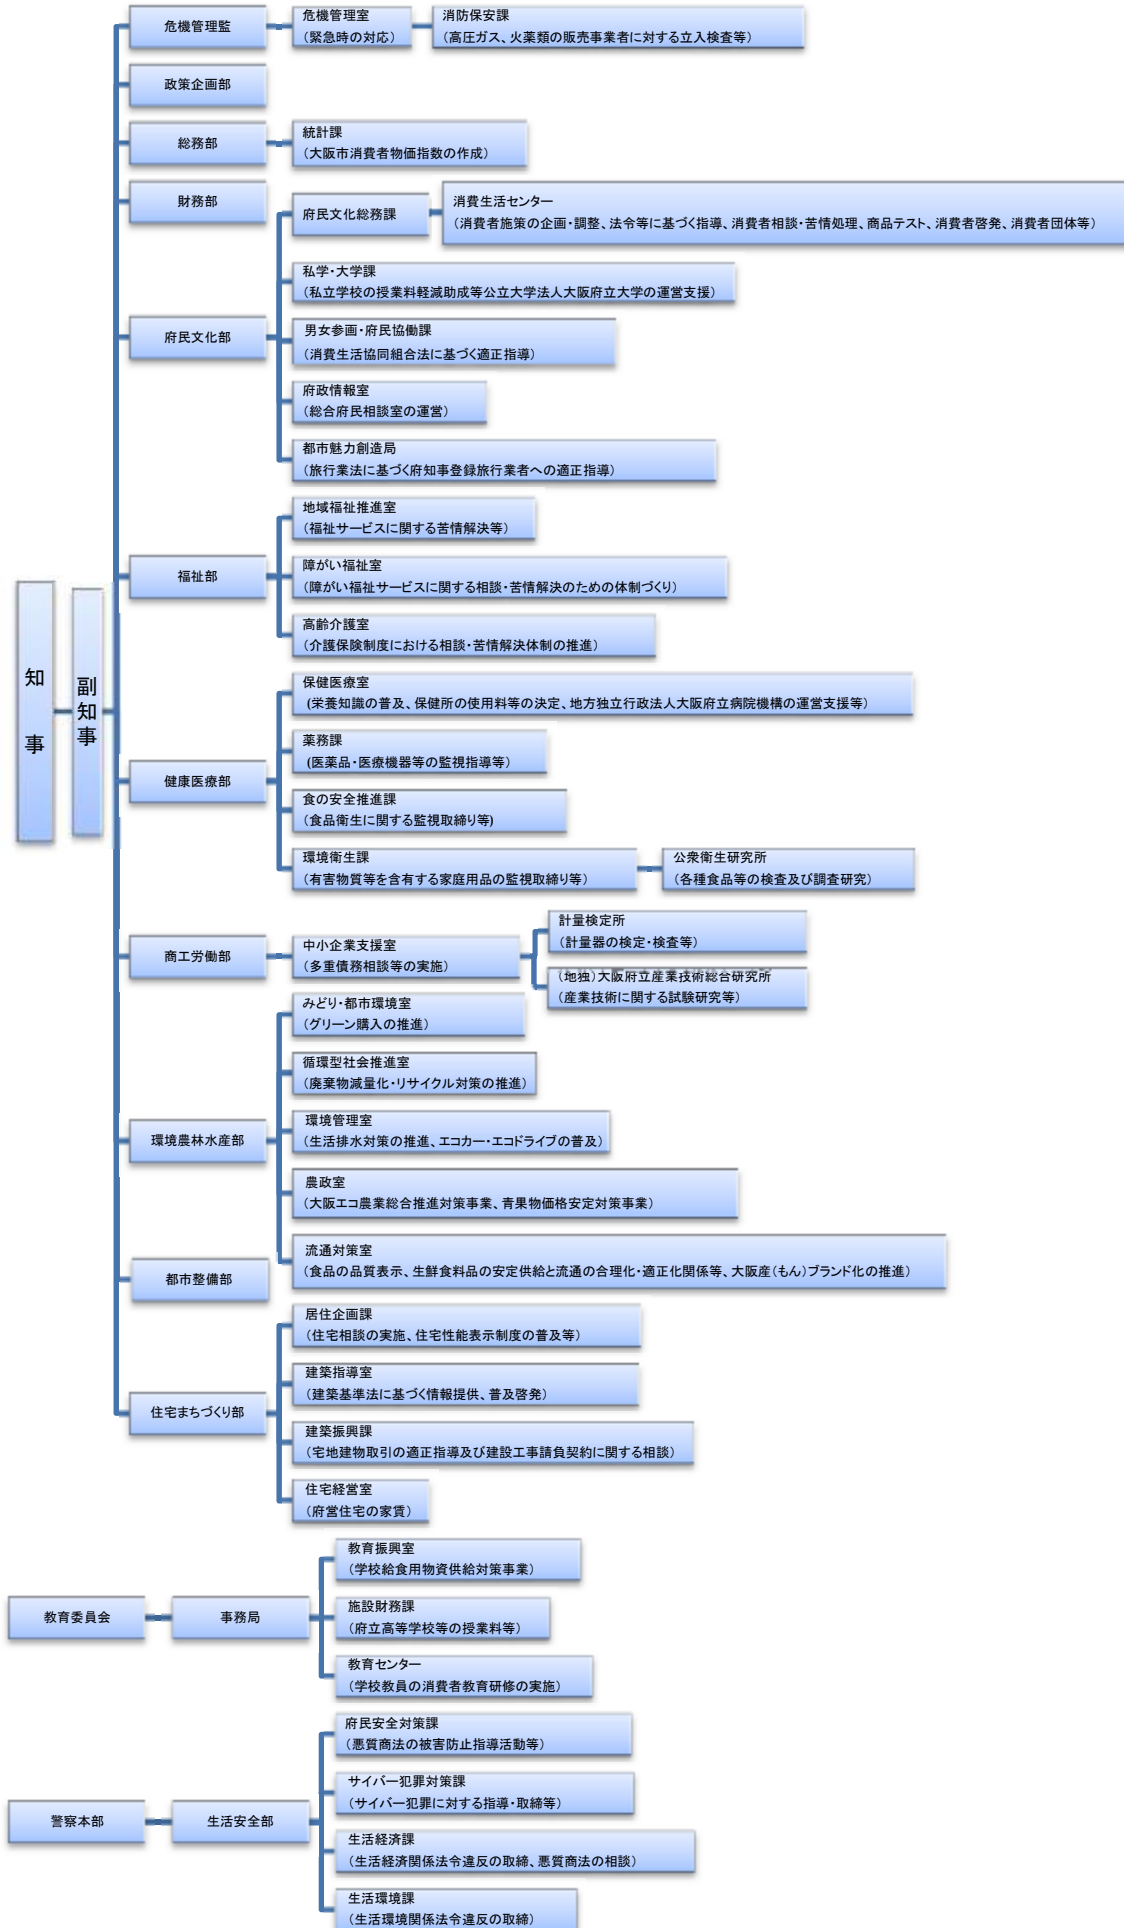 危機管理監
危機管理室
（緊急時の対応）
消防保安課
（高圧ガス、火薬類の販売事業者に対する立入検査等）
政策企画部
総務部
統計課
（大阪市消費者物価指数の作成）
財務部
府民文化総務課
消費生活センター
（消費者施策の企画・調整、法令等に基づく指導、消費者相談・苦情処理、商品テスト、消費者啓発、消費者団体等）
私学・大学課
（私立学校の授業料軽減助成等公立大学法人大阪府立大学の運営支援）
府民文化部
男女参画・府民協働課
（消費生活協同組合法に基づく適正指導）
府政情報室
（総合府民相談室の運営）
都市魅力創造局
（旅行業法に基づく府知事登録旅行業者への適正指導）
地域福祉推進室
（福祉サービスに関する苦情解決等）
福祉部
障がい福祉室
（障がい福祉サービスに関する相談・苦情解決のための体制づくり）
高齢介護室
（介護保険制度における相談・苦情解決体制の推進）
知事
副知事
保健医療室
(栄養知識の普及、保健所の使用料等の決定、地方独立行政法人大阪府立病院機構の運営支援等）
薬務課
(医薬品・医療機器等の監視指導等）
健康医療部
食の安全推進課
（食品衛生に関する監視取締り等)
環境衛生課
（有害物質等を含有する家庭用品の監視取締り等）
公衆衛生研究所
（各種食品等の検査及び調査研究）
商工労働部
中小企業支援室
（多重債務相談等の実施）
計量検定所
（計量器の検定・検査等）
（地独）大阪府立産業技術総合研究所
（産業技術に関する試験研究等）
みどり・都市環境室
（グリーン購入の推進）
循環型社会推進室
（廃棄物減量化・リサイクル対策の推進）
環境農林水産部
環境管理室
（生活排水対策の推進、エコカー・エコドライブの普及）
農政室
（大阪エコ農業総合推進対策事業、青果物価格安定対策事業）
流通対策室
（食品の品質表示、生鮮食料品の安定供給と流通の合理化・適正化関係等、大阪産（もん）ブランド化の推進）
都市整備部
居住企画課
（住宅相談の実施、住宅性能表示制度の普及等）
建築指導室
（建築基準法に基づく情報提供、普及啓発）
住宅まちづくり部
建築振興課
（宅地建物取引の適正指導及び建設工事請負契約に関する相談）
住宅経営室
（府営住宅の家賃）
教育振興室
（学校給食用物資供給対策事業）
教育委員会
事務局
施設財務課
（府立高等学校等の授業料等）
教育センター
（学校教員の消費者教育研修の実施）
府民安全対策課
（悪質商法の被害防止指導活動等）
サイバー犯罪対策課
（サイバー犯罪に対する指導・取締等）
警察本部
生活安全部
生活経済課
（生活経済関係法令違反の取締、悪質商法の相談）
生活環境課
（生活環境関係法令違反の取締）